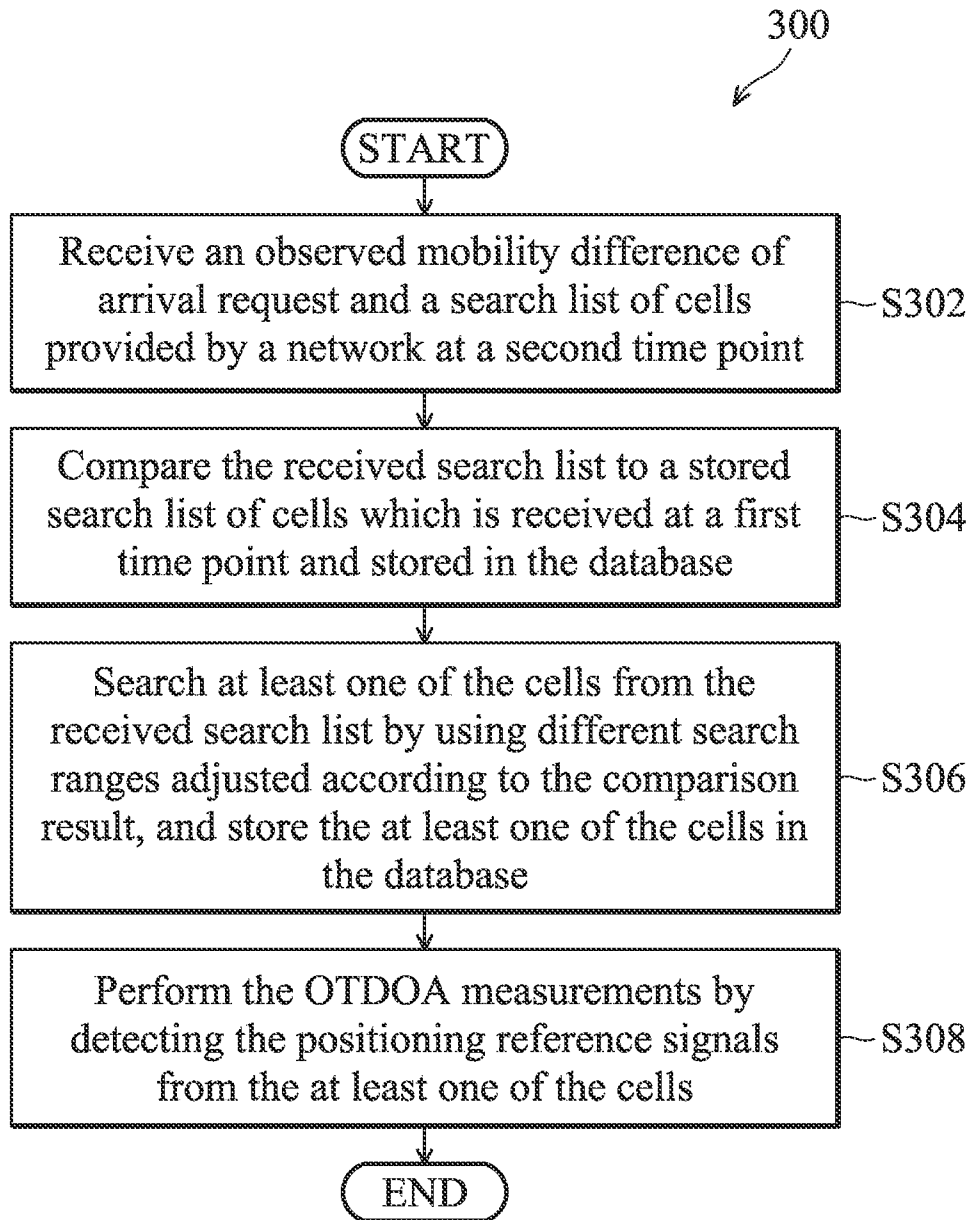 300
START
Receive an observed mobility difference of
arrival request and a search list of cells
provided by a network at a second time point
S302
Compare the received search list to a stored
search list of cells which is received at a first
time point and stored in the database
S304
Search at least one of the cells from the
received search list by using different search
ranges adjusted according to the comparison
result, and store the at least one of the cells in
the database
S306
Perform the OTDOA measurements by
detecting the positioning reference signals
from the at least one of the cells
S308
END